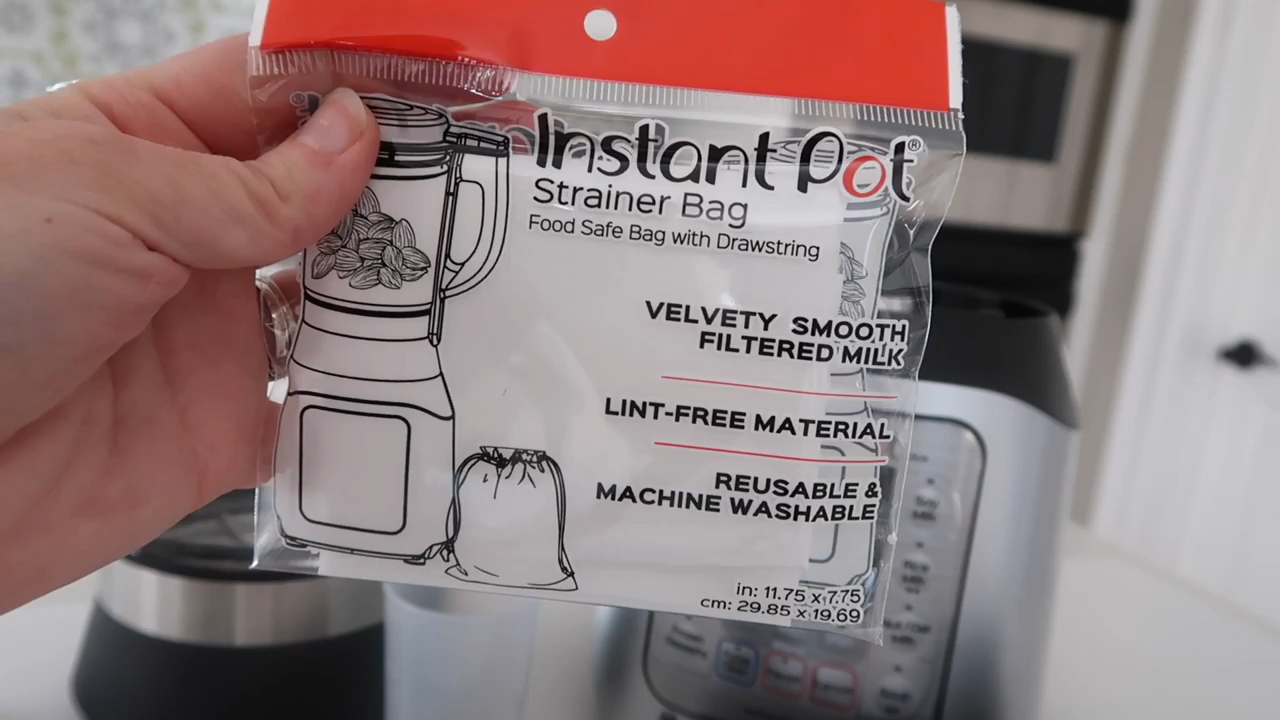 Instant Pot®
Strainer Bag
Food Safe Bag with Drawstring
VELVETY SMOOTH
FILTERED MILK
LINT-FREE MATERIAL
REUSABLE &
MACHINE WASHABLE
in: 11.75 x 7.75
cm: 29.85 x 19.69